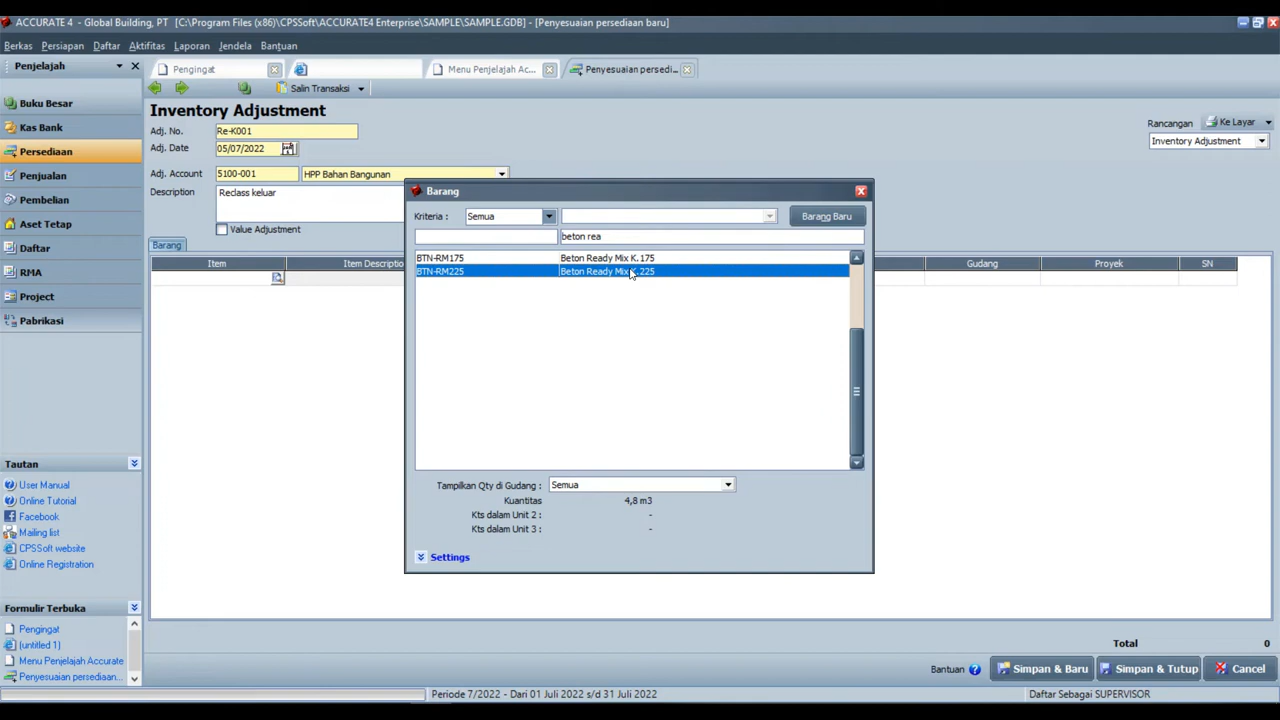 ACCURATE 4 - Global Building, PT [C:\Program Files (x86)\CPSSoft\ACCURATE4 Enterprise\SAMPLE\SAMPLE.GDB] - [Penyesuaian persediaan baru]
Berkas Persiapan Daftar Aktifitas Laporan Jendela Bantuan
Penjelajah
Pengingat
Menu Penjelajah Ac...
Penyesuaian persedi...
Salin Transaksi
Buku Besar
Kas Bank
Persediaan
Penjualan
Pembelian
Aset Tetap
Daftar
RMA
Project
Pabrikasi
Inventory Adjustment
Adj. No. Re-K001
Adj. Date 05/07/2022
Adj. Account 5100-001 HPP Bahan Bangunan
Description Reclass keluar
Value Adjustment
Rancangan Ke Layar
Inventory Adjustment
Barang
Item Item Descriptio Gudang Proyek SN
Barang
Kriteria : Semua Barang Baru
beton rea
BTN-RM175 Beton Ready Mix K.175
BTN-RM225 Beton Ready Mix K.225
Tampilkan Qty di Gudang : Semua
Kuantitas 4,8 m3
Kts dalam Unit 2 : -
Kts dalam Unit 3 : -
Settings
Tautan
User Manual
Online Tutorial
Facebook
Mailing list
CPSSoft website
Online Registration
Formulir Terbuka
Pengingat
(untitled 1)
Menu Penjelajah Accurate
Penyesuaian persediaan...
Total 0
Bantuan Simpan & Baru Simpan & Tutup Cancel
Periode 7/2022 - Dari 01 Juli 2022 s/d 31 Juli 2022
Daftar Sebagai SUPERVISOR